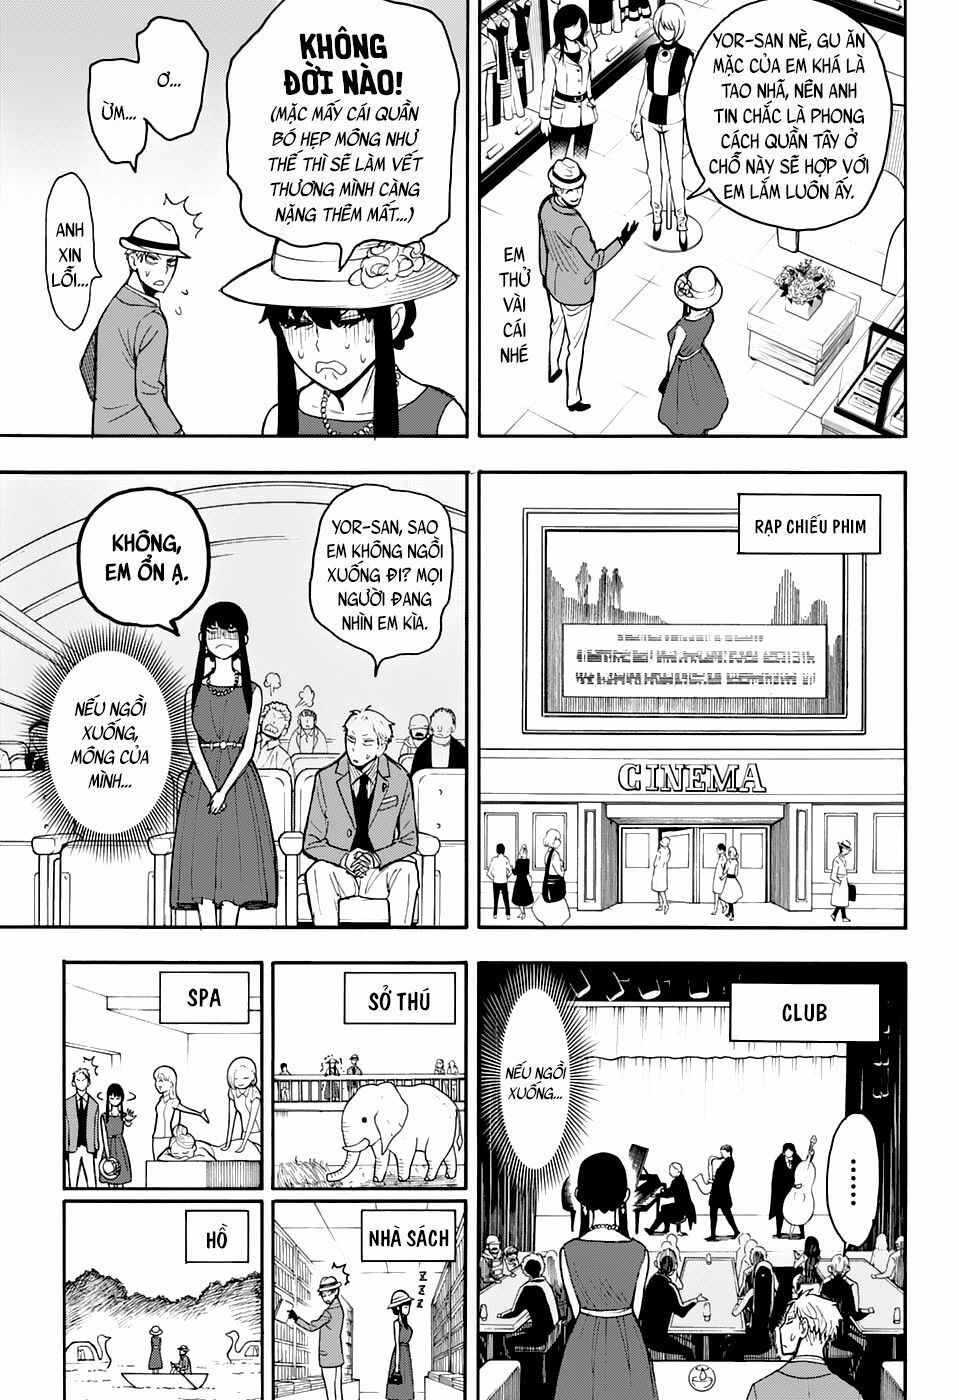 YOR-SAN NÈ, GU ĂN
MẶC CỦA EM KHÁ LÀ
TAO NHÃ, NÊN ANH
TIN CHẮC LÀ PHONG
CÁCH QUẦN TÂY Ở
CHỖ NÀY SẼ HỢP VỚI
EM LẮM LUÔN ẤY.
EM
THỬ
VÀI
CÁI
NHÉ
KHÔNG
ĐỜI NÀO!
(MẶC MẤY CÁI QUẦN
BÓ HẸP MÔNG NHƯ
THẾ THÌ SẼ LÀM VẾT
THƯƠNG MÌNH CÀNG
NẶNG THÊM MẤT...)
Ơ...
ỪM...
ANH
XIN
LỖI...
RẠP CHIẾU PHIM
CINEMA
YOR-SAN, SAO
EM KHÔNG NGỒI
XUỐNG ĐI? MỌI
NGƯỜI ĐANG
NHÌN EM KÌA.
KHÔNG,
EM ỔN Ạ.
NẾU NGỒI
XUỐNG,
MÔNG CỦA
MÌNH...
CLUB
NẾU NGỒI
XUỐNG...
......
SỞ THÚ
SPA
NHÀ SÁCH
Z
Z
Z
HỒ